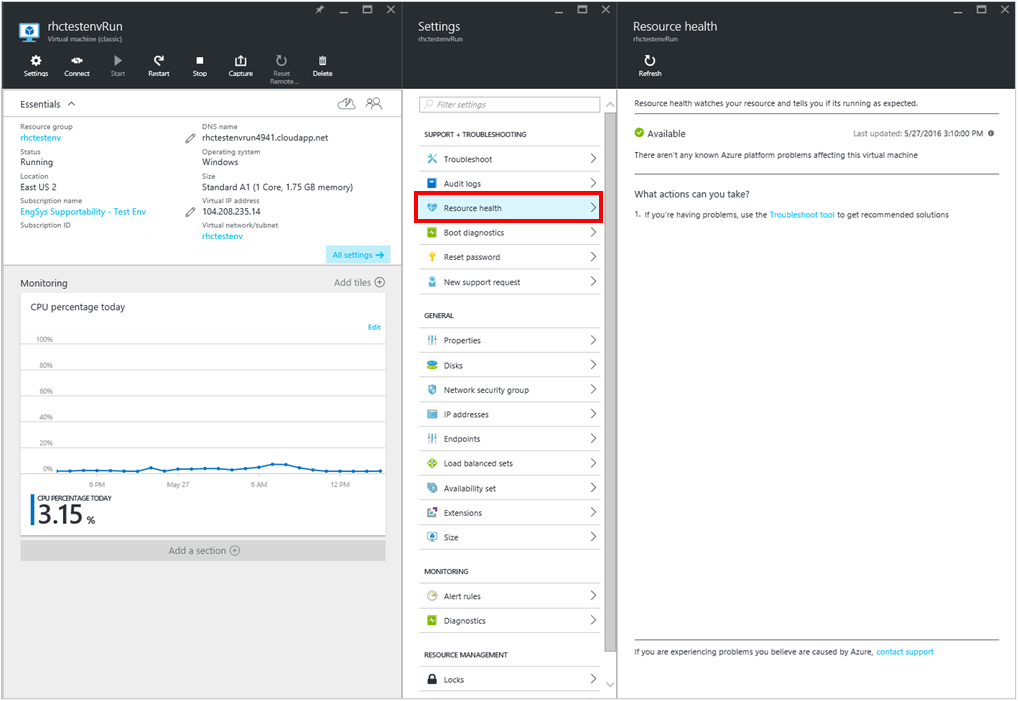 rhctestenvRun
Virtual machine (classic)
Settings
Connect
Start
Restart
Stop
Capture
Reset
Remote...
Delete
Essentials
Resource group
rhctestenv
Status
Running
Location
East US 2
Subscription name
EngSys Supportability - Test Env
Subscription ID
DNS name
rhctestenvrun4941.cloudapp.net
Operating system
Windows
Size
Standard A1 (1 Core, 1.75 GB memory)
Virtual IP address
104.208.235.14
Virtual network/subnet
rhctestenv
All settings
Monitoring
Add tiles
CPU percentage today
Edit
100%
80%
60%
40%
20%
0%
6 PM
May 27
6 AM
12 PM
CPU PERCENTAGE TODAY
3.15 %
Add a section
Settings
rhctestenvRun
Filter settings
SUPPORT + TROUBLESHOOTING
Troubleshoot
Audit logs
Resource health
Boot diagnostics
Reset password
New support request
GENERAL
Properties
Disks
Network security group
IP addresses
Endpoints
Load balanced sets
Availability set
Extensions
Size
MONITORING
Alert rules
Diagnostics
RESOURCE MANAGEMENT
Locks
Resource health
rhctestenvRun
Refresh
Resource health watches your resource and tells you if its running as expected.
Available
Last updated: 5/27/2016 3:10:00 PM
There aren't any known Azure platform problems affecting this virtual machine
What actions can you take?
1. If you're having problems, use the Troubleshoot tool to get recommended solutions
If you are experiencing problems you believe are caused by Azure, contact support